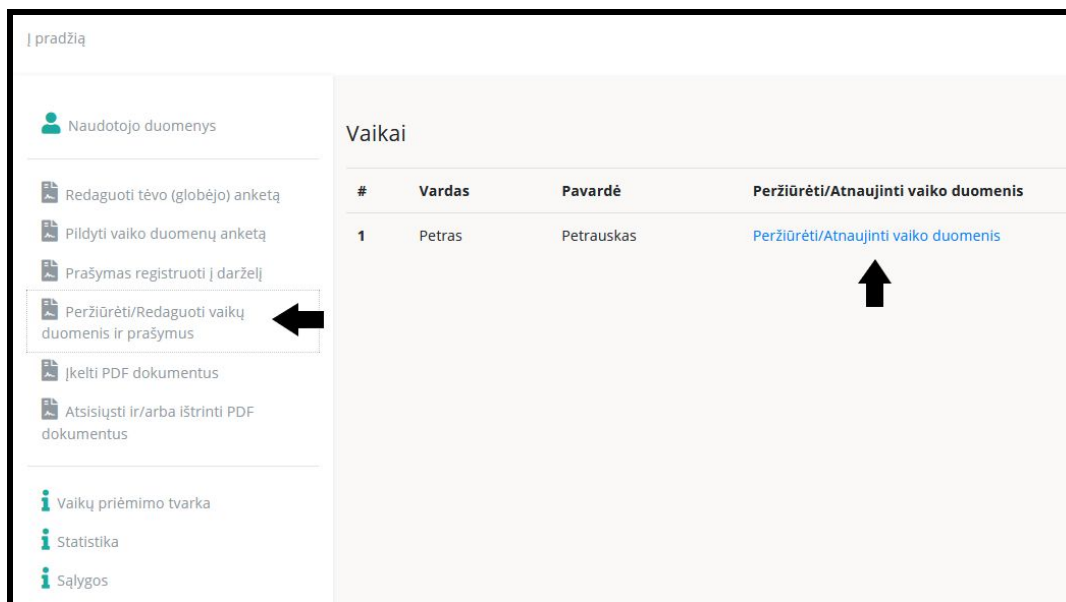 Į pradžią
Naudotojo duomenys
Redaguoti tėvo (globėjo) anketą
Pildyti vaiko duomenų anketą
Prašymas registruoti į darželį
Peržiūrėti/Redaguoti vaikų
duomenis ir prašymus
Įkelti PDF dokumentus
Atsisiųsti ir/arba ištrinti PDF
dokumentus
Vaikų priėmimo tvarka
Statistika
Sąlygos
Vaikai
# Vardas Pavardė Peržiūrėti/Atnaujinti vaiko duomenis
1 Petras Petrauskas Peržiūrėti/Atnaujinti vaiko duomenis